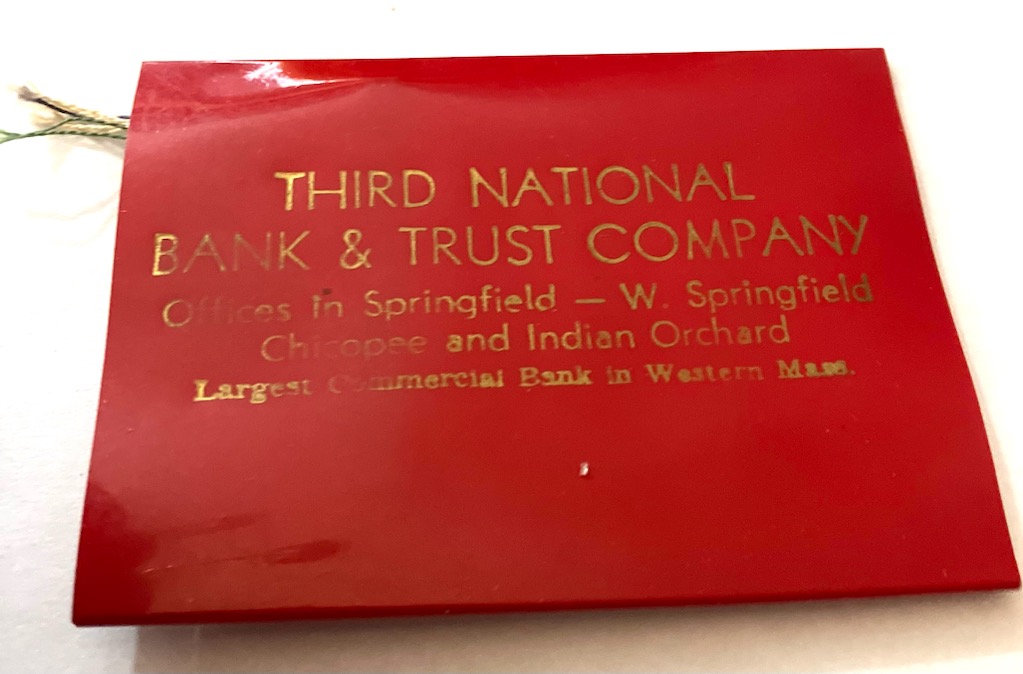 THIRD NATIONAL
BANK & TRUST COMPANY
Offices in Springfield — W. Springfield
Chicopee and Indian Orchard
Largest Commercial Bank in Western Mass.